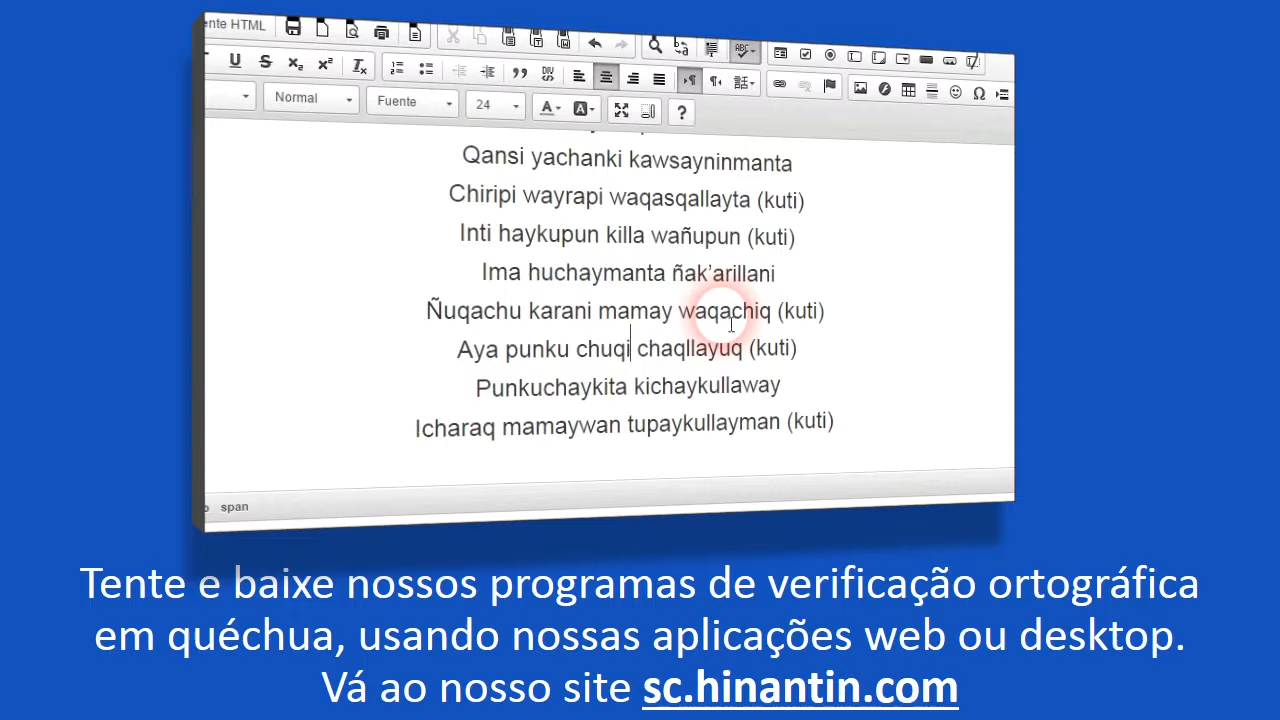 ente HTML
Normal Fuente 24
Qansi yachanki kawsayninmanta
Chiripi wayrapi waqasqallayta (kuti)
Inti haykupun killa wañupun (kuti)
Ima huchaymanta ñak’arillani
Ñuqachu karani mamay waqachiq (kuti)
Aya punku chuqi chaqllayuq (kuti)
Punkuchaykita kichaykullaway
Icharaq mamaywan tupaykullayman (kuti)
span
Tente e baixe nossos programas de verificação ortográfica
em quéchua, usando nossas aplicações web ou desktop.
Vá ao nosso site sc.hinantin.com